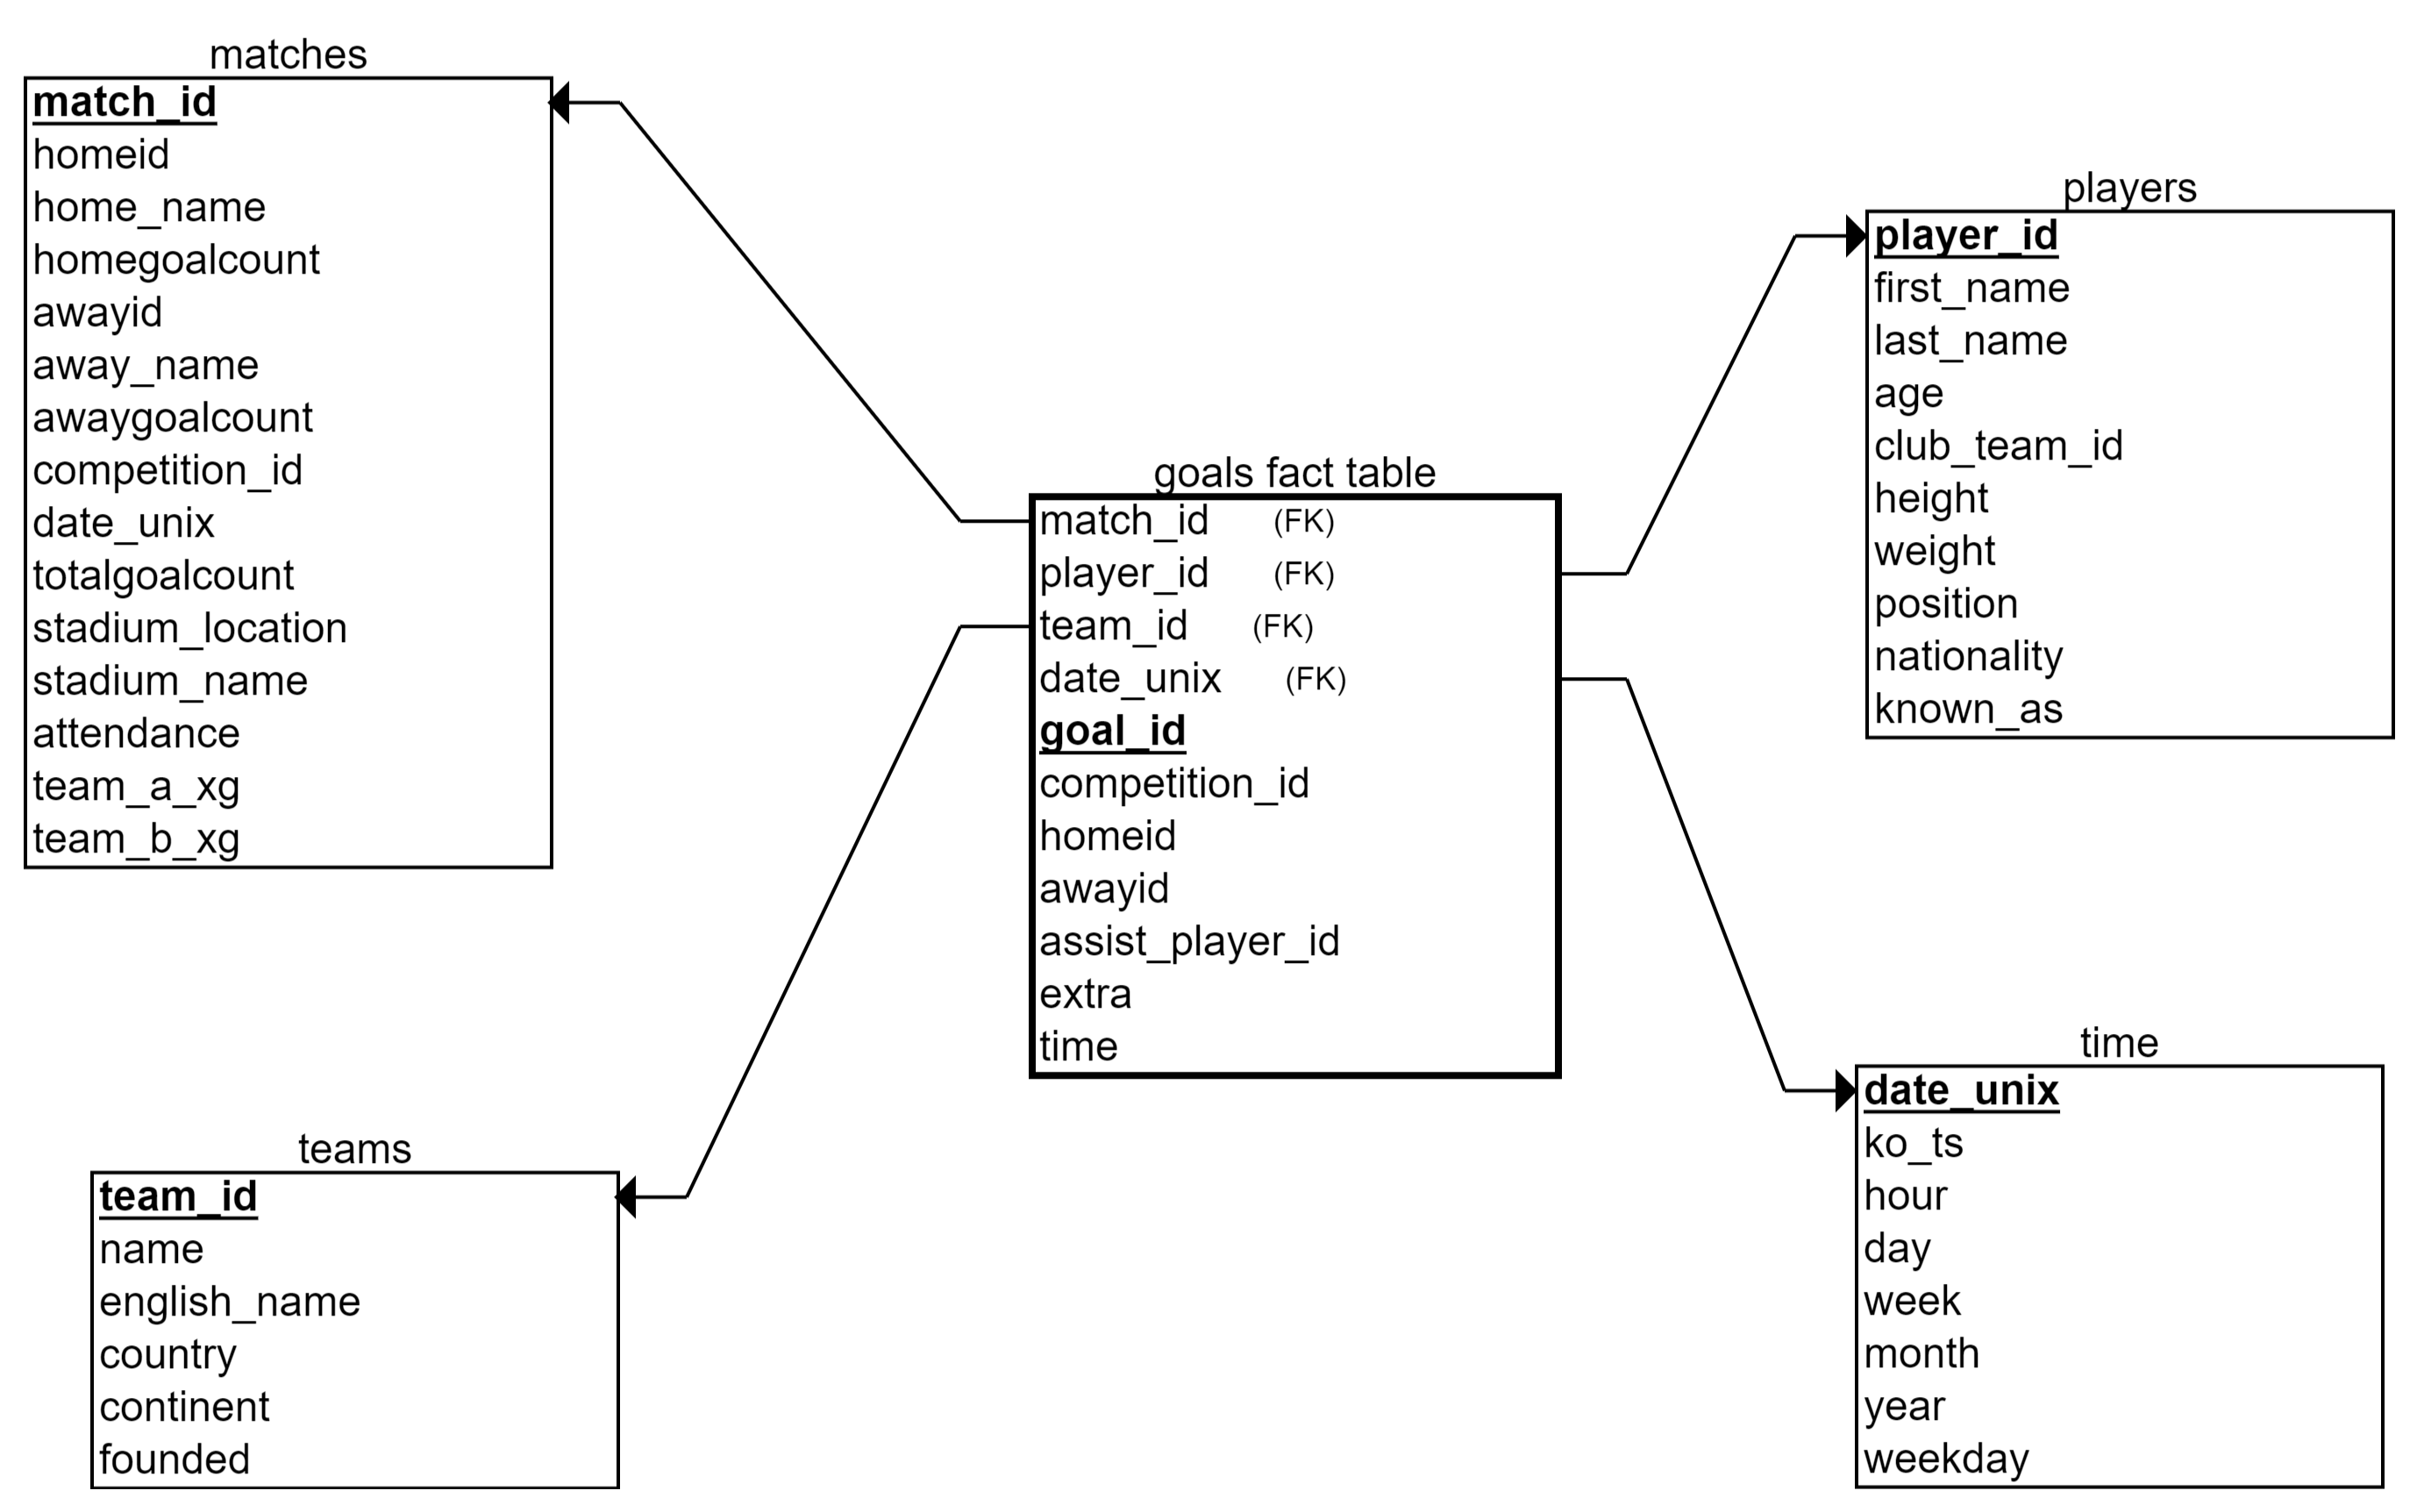 matches
match_id
homeid
home_name
homegoalcount
awayid
away_name
awaygoalcount
competition_id
date_unix
totalgoalcount
stadium_location
stadium_name
attendance
team_a_xg
team_b_xg
players
player_id
first_name
last_name
age
club_team_id
height
weight
position
nationality
known_as
goals fact table
match_id (FK)
player_id (FK)
team_id (FK)
date_unix (FK)
goal_id
competition_id
homeid
awayid
assist_player_id
extra
time
teams
team_id
name
english_name
country
continent
founded
time
date_unix
ko_ts
hour
day
week
month
year
weekday